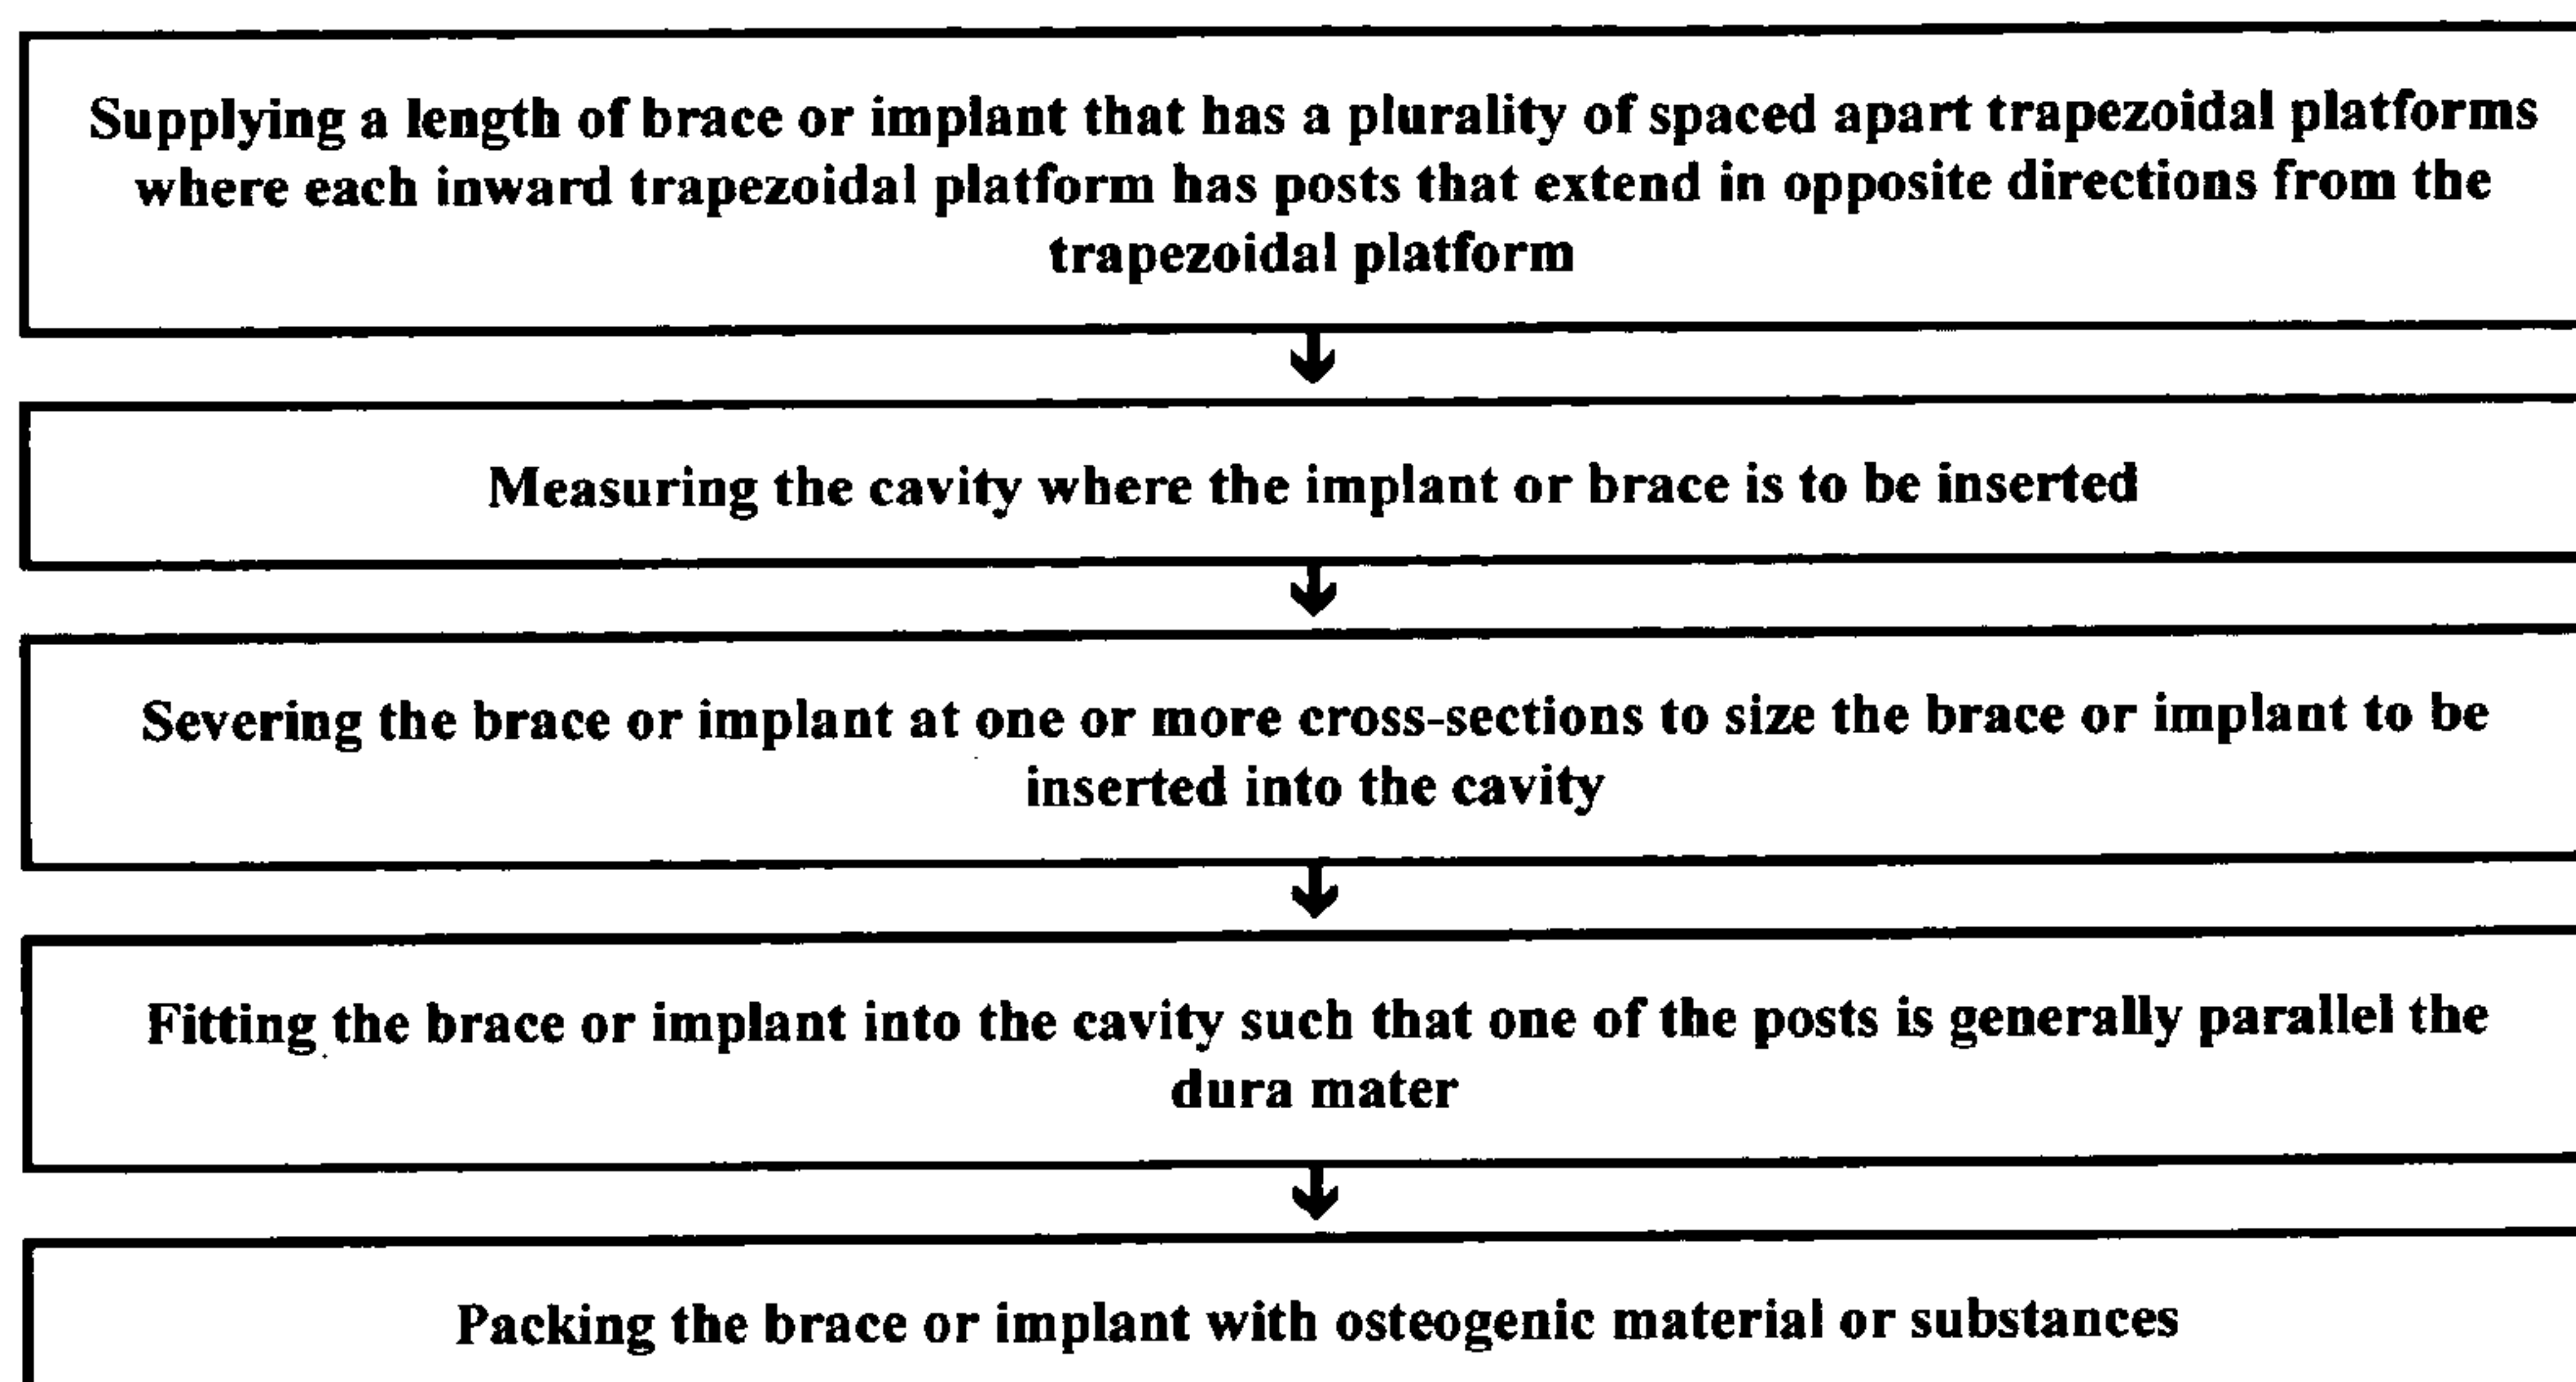 Supplying a length of brace or implant that has a plurality of spaced apart trapezoidal platforms
where each inward trapezoidal platform has posts that extend in opposite directions from the
trapezoidal platform
Measuring the cavity where the implant or brace is to be inserted
Severing the brace or implant at one or more cross-sections to size the brace or implant to be
inserted into the cavity
Fitting the brace or implant into the cavity such that one of the posts is generally parallel the
dura mater
Packing the brace or implant with osteogenic material or substances